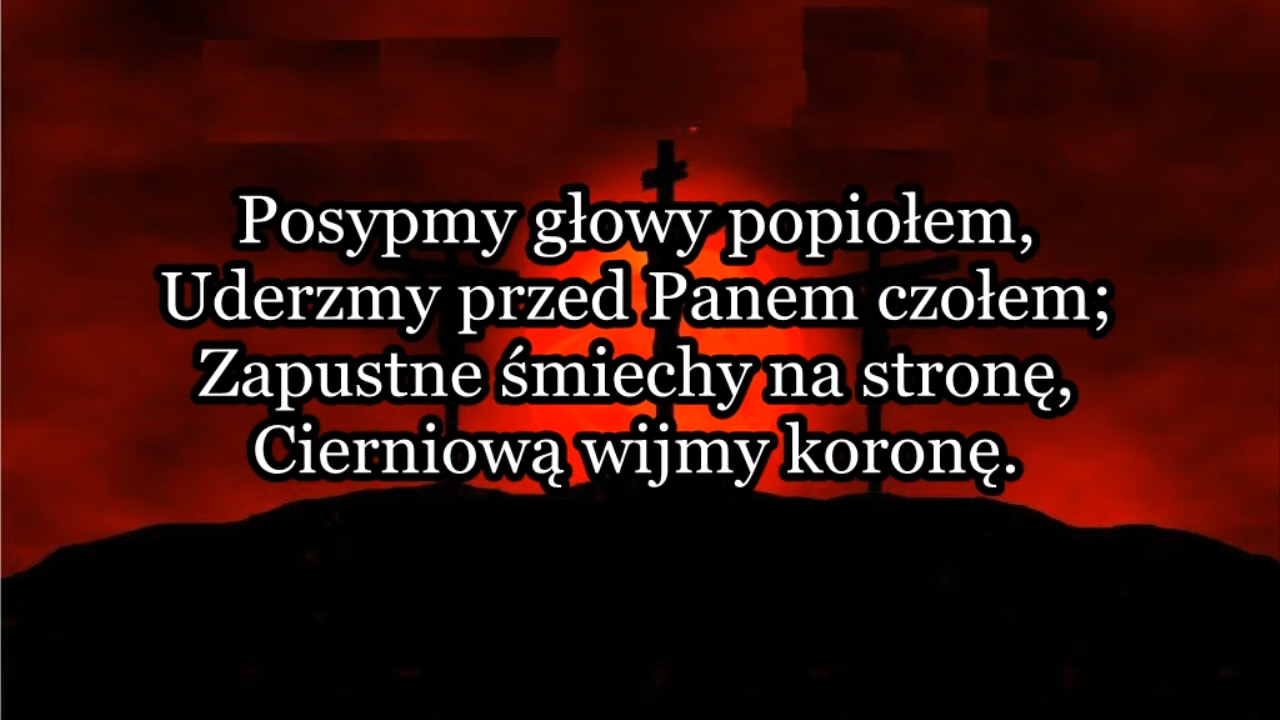 Posypmy głowy popiołem,
Uderzmy przed Panem czołem;
Zapustne śmiechy na stronę,
Cierniową wijmy koronę.